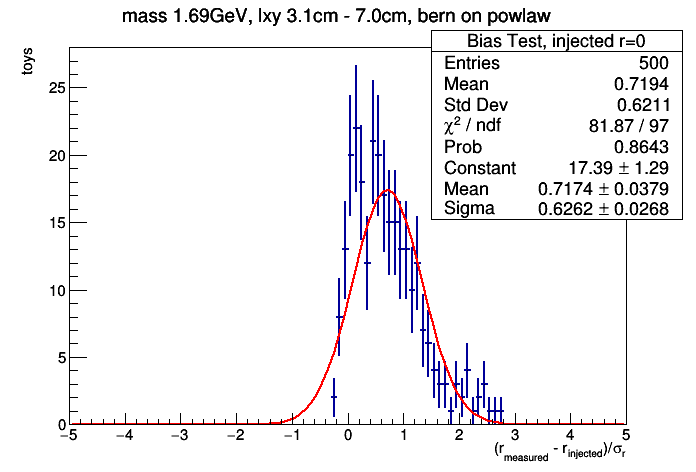 mass 1.69GeV, lxy 3.1cm - 7.0cm, bern on powlaw
Bias Test, injected r=0
Entries 500
Mean 0.7194
Std Dev 0.6211
χ² / ndf 81.87 / 97
Prob 0.8643
Constant 17.39 ± 1.29
Mean 0.7174 ± 0.0379
Sigma 0.6262 ± 0.0268
toys
25
20
15
10
5
0
−5 −4 −3 −2 −1 0 1 2 3 4 5
(r_measured - r_injected)/σ_r